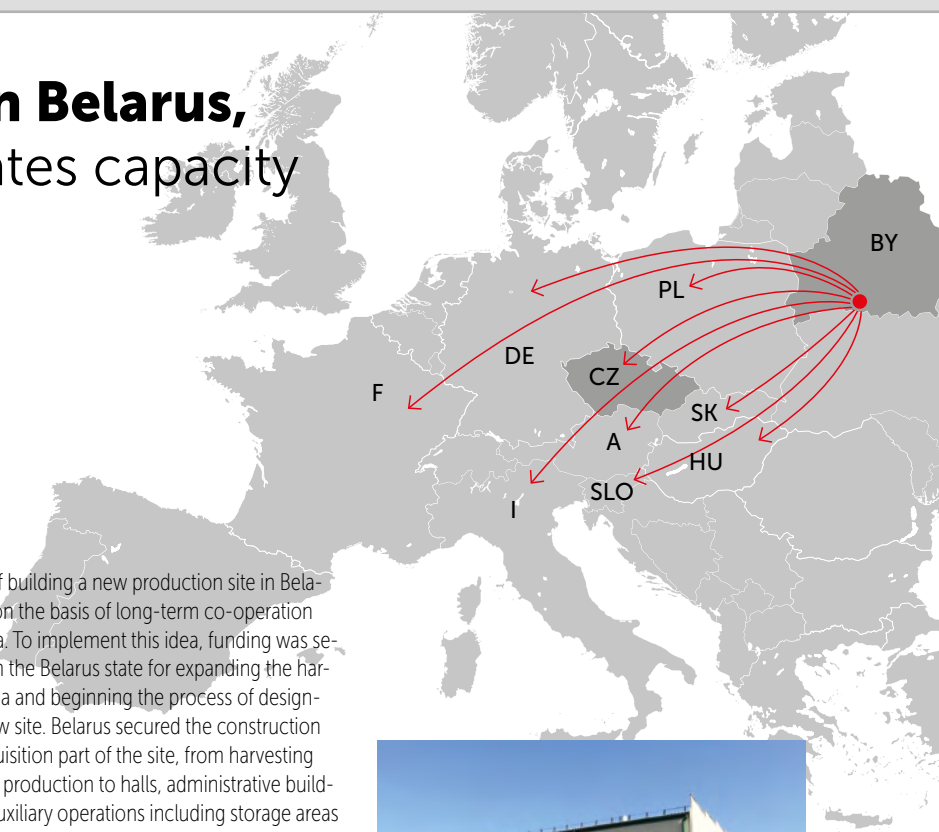 n Belarus,
ates capacity
BY
PL
DE
CZ
F
SK
A
HU
SLO
I
f building a new production site in Bela-
on the basis of long-term co-operation
a. To implement this idea, funding was se-
n the Belarus state for expanding the har-
a and beginning the process of design-
w site. Belarus secured the construction
uisition part of the site, from harvesting
production to halls, administrative build-
uxiliary operations including storage areas